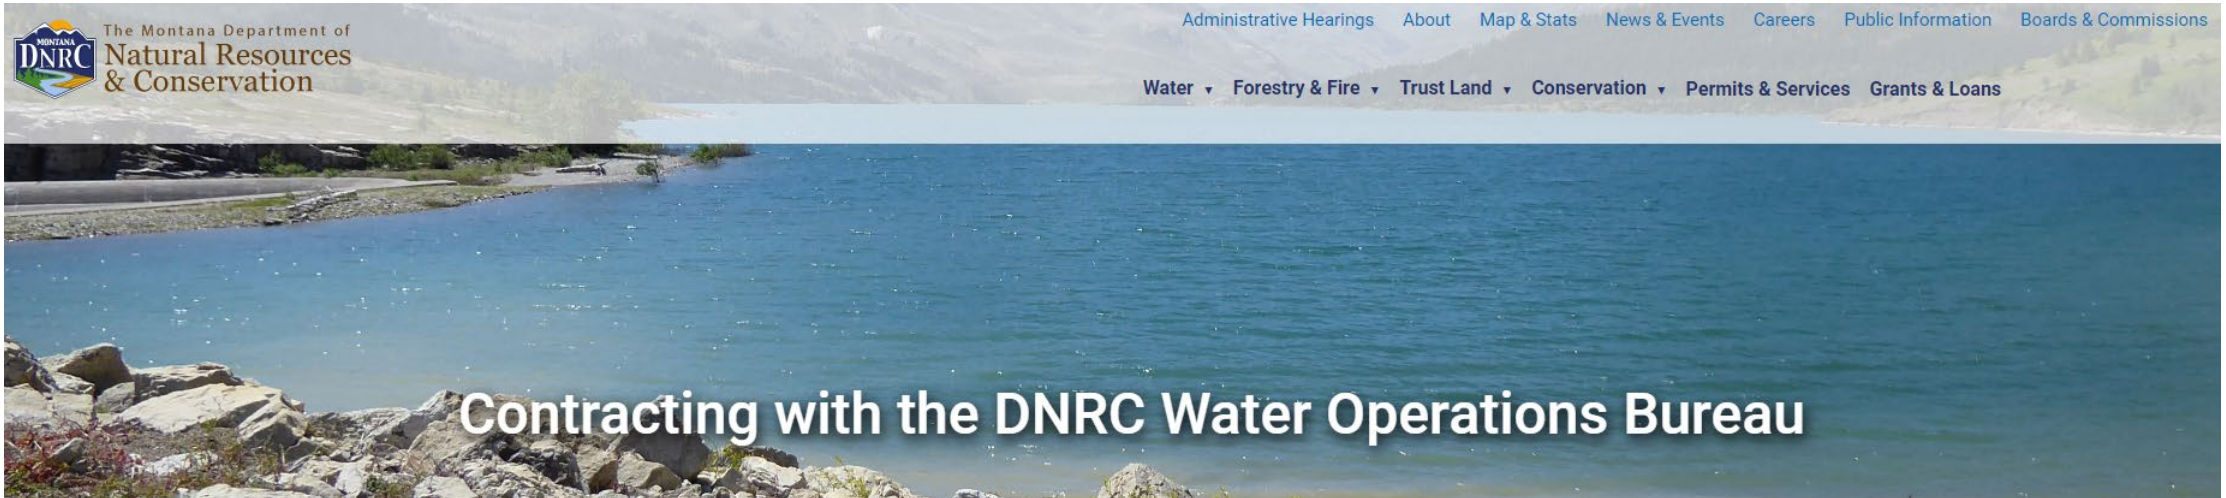 Administrative Hearings About Map & Stats News & Events Careers Public Information Boards & Commissions
MONTANA
DNRC
The Montana Department of
Natural Resources
& Conservation
Water ▾ Forestry & Fire ▾ Trust Land ▾ Conservation ▾ Permits & Services Grants & Loans
Contracting with the DNRC Water Operations Bureau